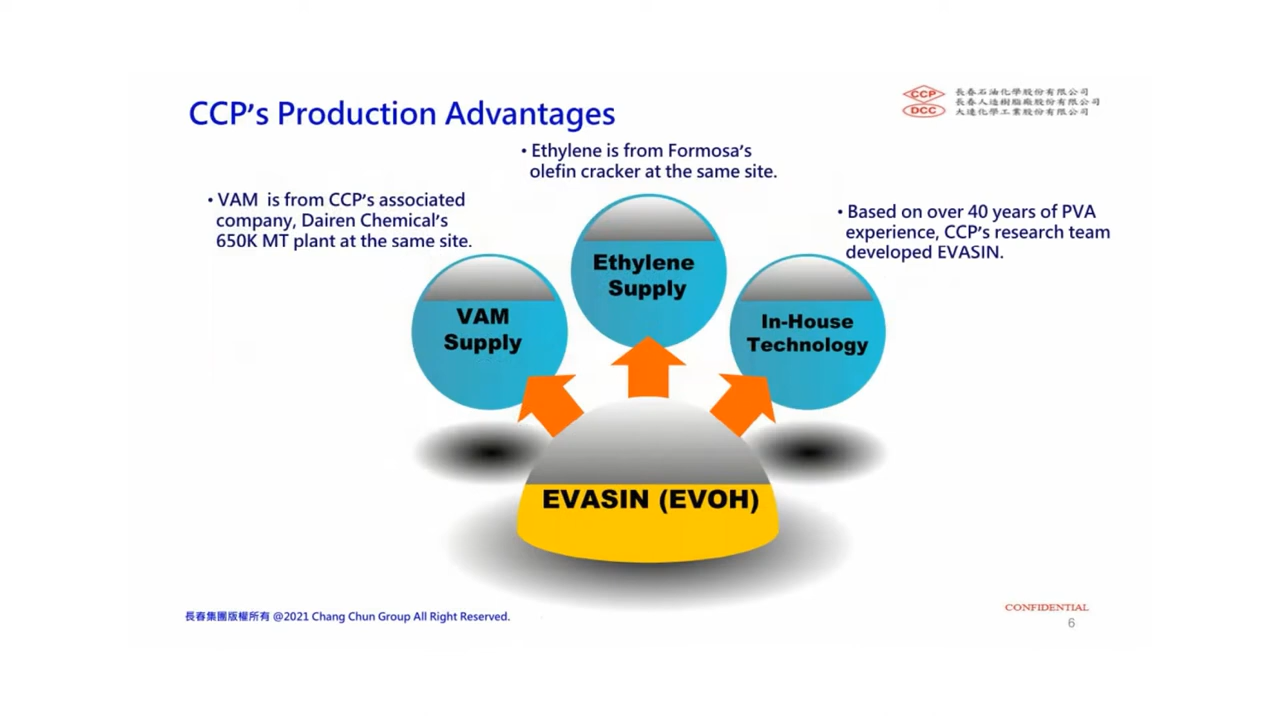 CCP's Production Advantages
CCP
DCC
長春石油化學股份有限公司
長春人造樹脂廠股份有限公司
大連化學工業股份有限公司
• Ethylene is from Formosa's
olefin cracker at the same site.
• VAM is from CCP's associated
company, Dairen Chemical's
650K MT plant at the same site.
• Based on over 40 years of PVA
experience, CCP's research team
developed EVASIN.
Ethylene
Supply
VAM
Supply
In-House
Technology
EVASIN (EVOH)
長春集團版權所有 @2021 Chang Chun Group All Right Reserved.
CONFIDENTIAL
6